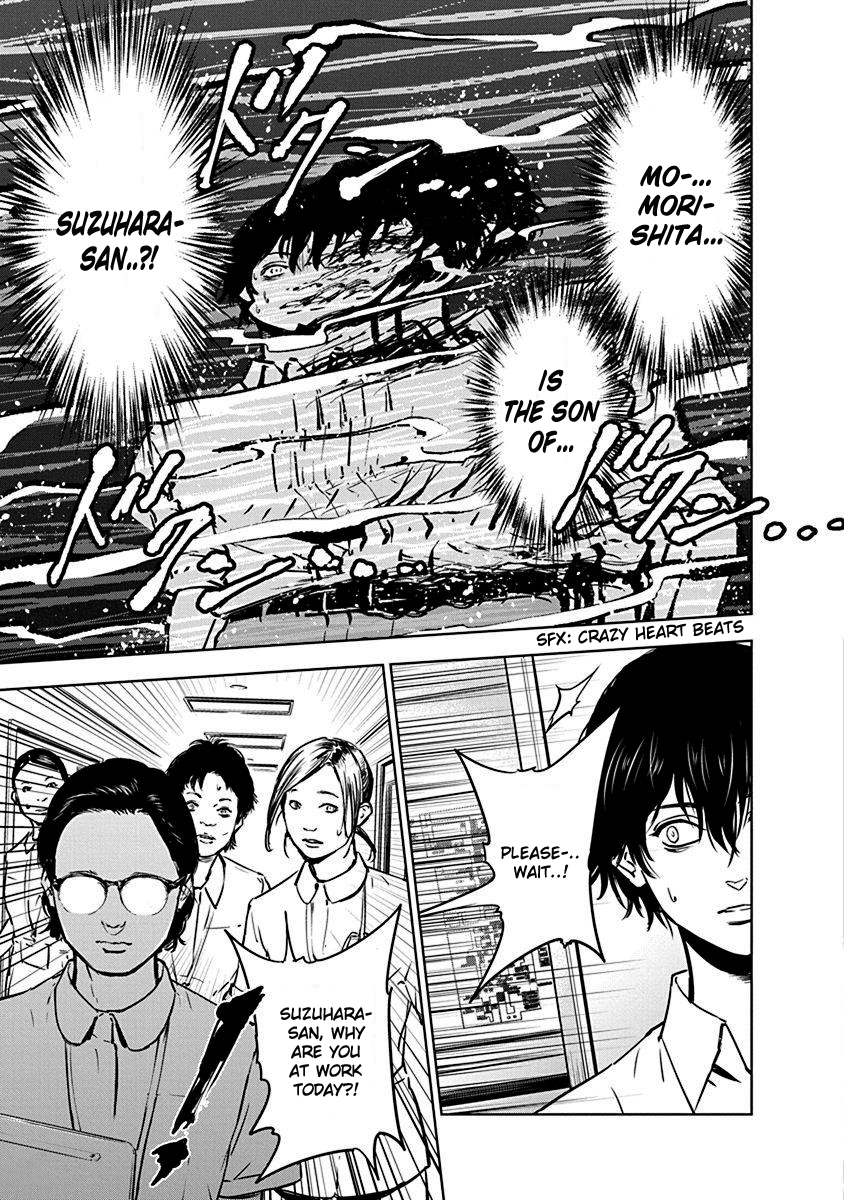 MO-...
MORI-
SHITA...
IS
THE SON
OF...
SUZUHARA-
SAN..?!
ドクン
ドクン...
ドクン...
SFX: CRAZY HEART BEATS
PLEASE-..
WAIT..!
SUZUHARA-
SAN, WHY
ARE YOU
AT WORK
TODAY?!